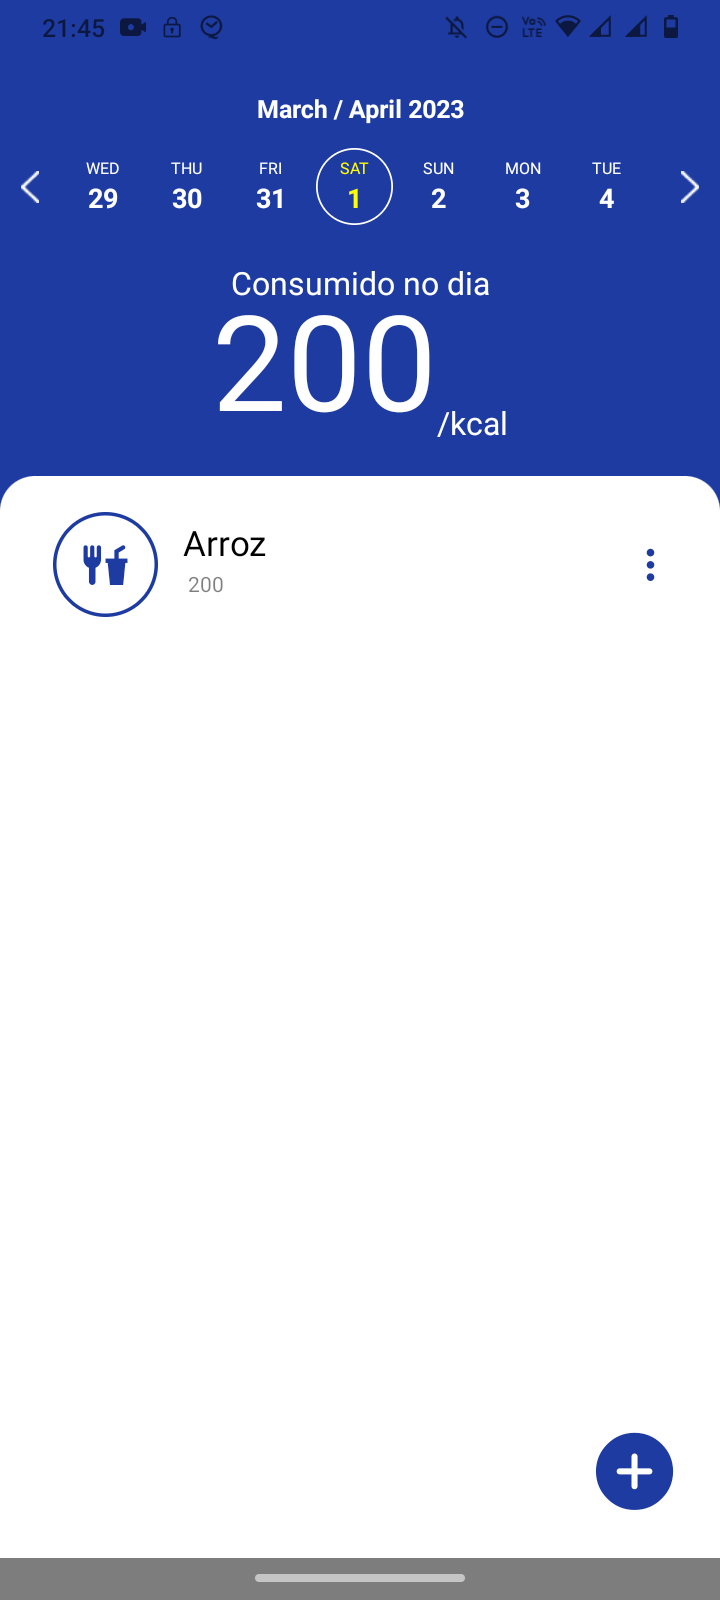 21:45
Vo LTE
March / April 2023
WED THU FRI SAT SUN MON TUE
29 30 31 1 2 3 4
Consumido no dia
200 /kcal
Arroz
200